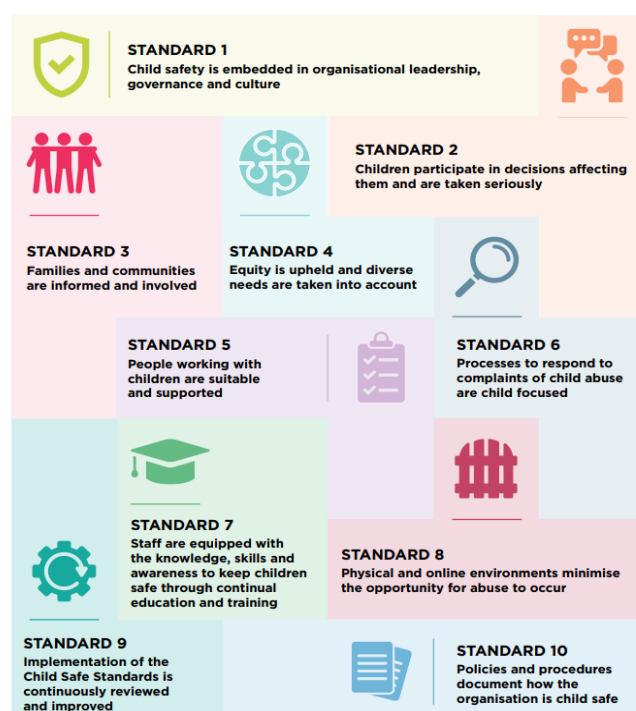 STANDARD 1
Child safety is embedded in organisational leadership,
governance and culture
STANDARD 2
Children participate in decisions affecting
them and are taken seriously
STANDARD 3
Families and communities
are informed and involved
STANDARD 4
Equity is upheld and diverse
needs are taken into account
STANDARD 5
People working with
children are suitable
and supported
STANDARD 6
Processes to respond to
complaints of child abuse
are child focused
STANDARD 7
Staff are equipped with
the knowledge, skills and
awareness to keep children
safe through continual
education and training
STANDARD 8
Physical and online environments minimise
the opportunity for abuse to occur
STANDARD 9
Implementation of the
Child Safe Standards is
continuously reviewed
and improved
STANDARD 10
Policies and procedures
document how the
organisation is child safe